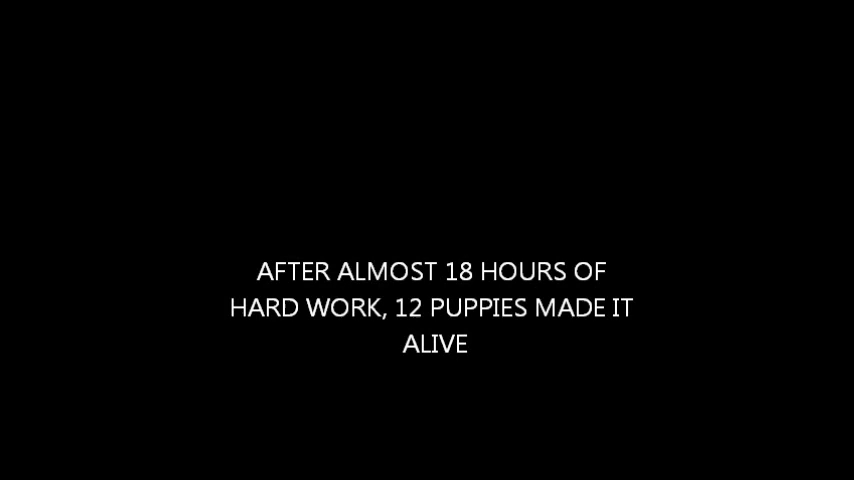 AFTER ALMOST 18 HOURS OF
HARD WORK, 12 PUPPIES MADE IT
ALIVE